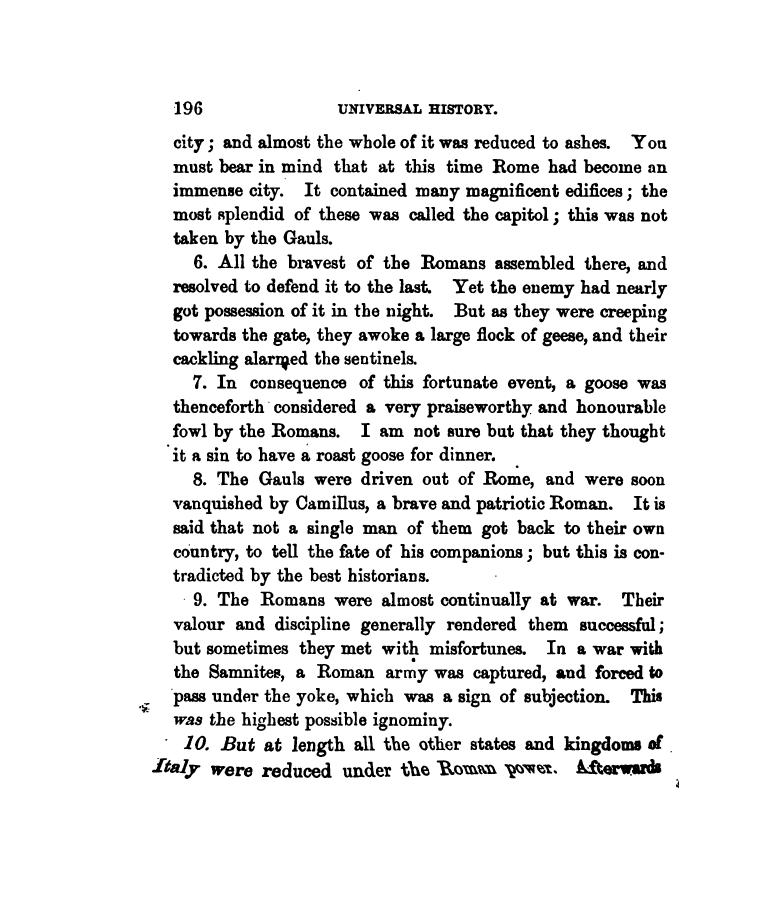 196 UNIVERSAL HISTORY.
city; and almost the whole of it was reduced to ashes. You
must bear in mind that at this time Rome had become an
immense city. It contained many magnificent edifices; the
most splendid of these was called the capitol; this was not
taken by the Gauls.
6. All the bravest of the Romans assembled there, and
resolved to defend it to the last. Yet the enemy had nearly
got possession of it in the night. But as they were creeping
towards the gate, they awoke a large flock of geese, and their
cackling alarmed the sentinels.
7. In consequence of this fortunate event, a goose was
thenceforth considered a very praiseworthy and honourable
fowl by the Romans. I am not sure but that they thought
it a sin to have a roast goose for dinner.
8. The Gauls were driven out of Rome, and were soon
vanquished by Camillus, a brave and patriotic Roman. It is
said that not a single man of them got back to their own
country, to tell the fate of his companions; but this is con-
tradicted by the best historians.
9. The Romans were almost continually at war. Their
valour and discipline generally rendered them successful;
but sometimes they met with misfortunes. In a war with
the Samnites, a Roman army was captured, and forced to
pass under the yoke, which was a sign of subjection. This
was the highest possible ignominy.
10. But at length all the other states and kingdoms of
Italy were reduced under the Roman power. Afterwards